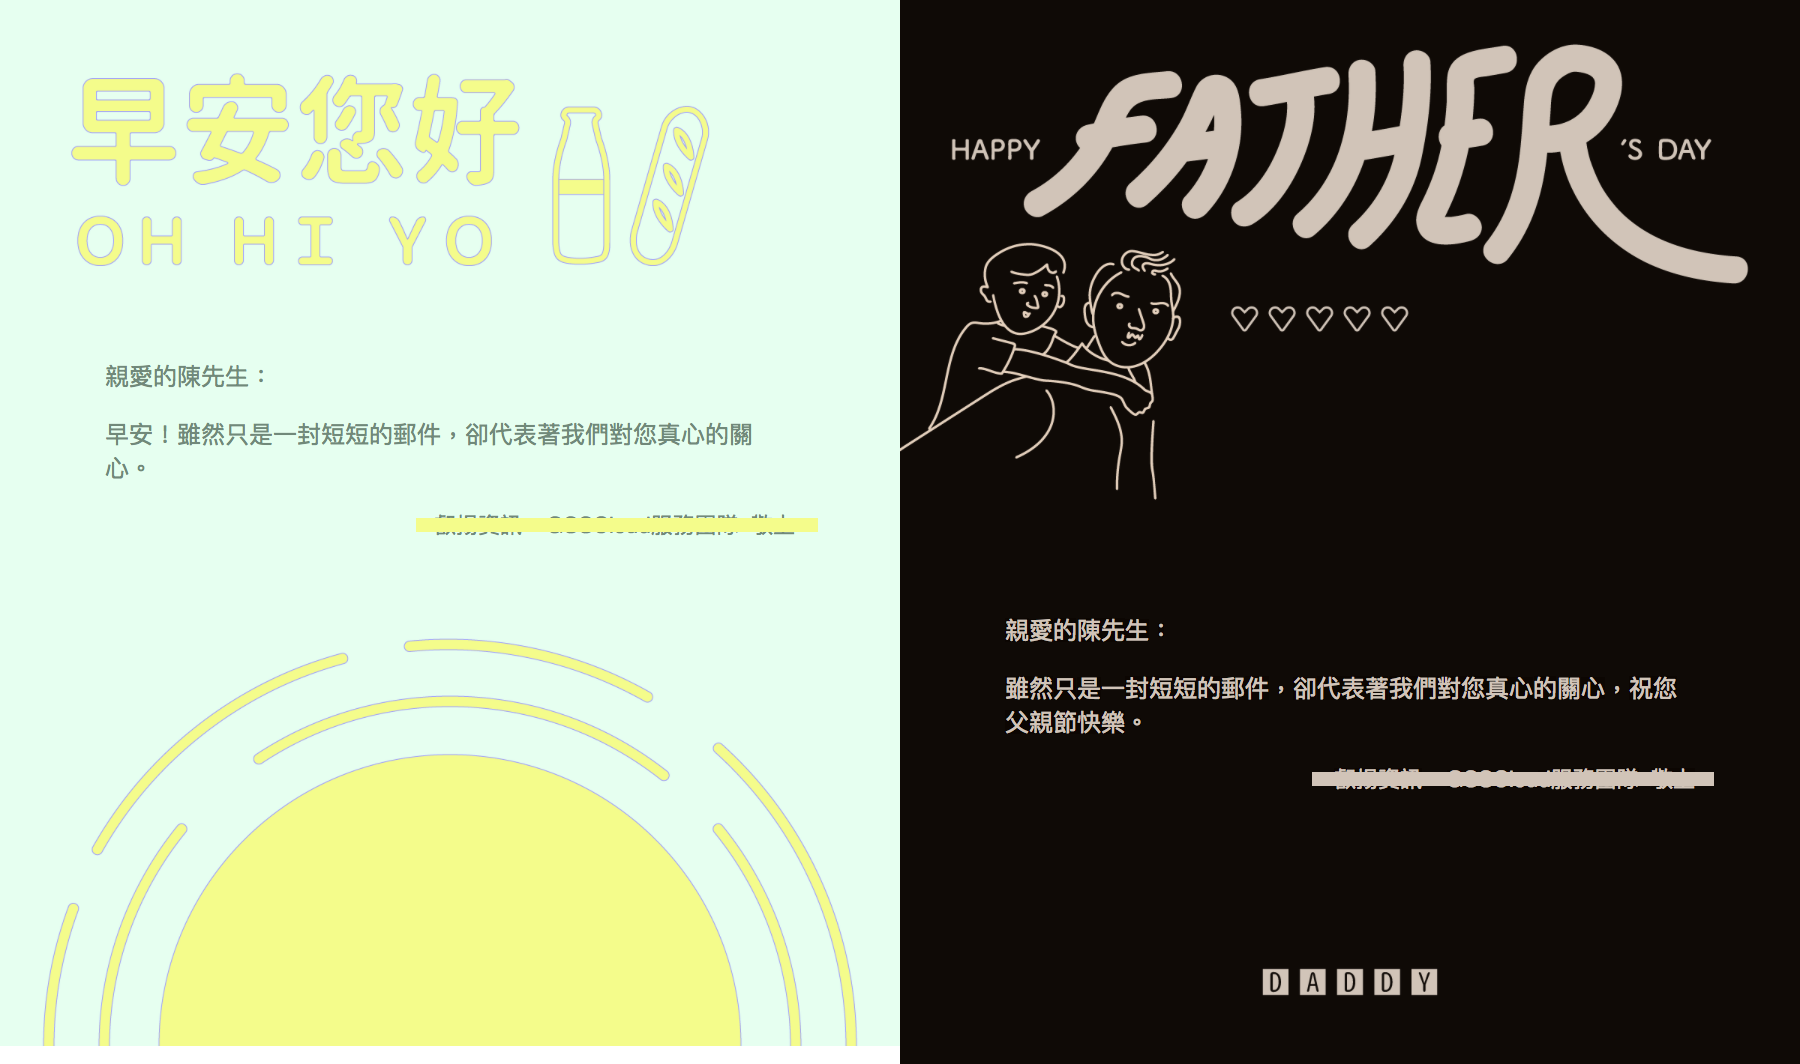 早安您好
OH HI YO
親愛的陳先生：
早安！雖然只是一封短短的郵件，卻代表著我們對您真心的關
心。
HAPPY FATHER'S DAY
親愛的陳先生：
雖然只是一封短短的郵件，卻代表著我們對您真心的關心，祝您
父親節快樂。
DADDY